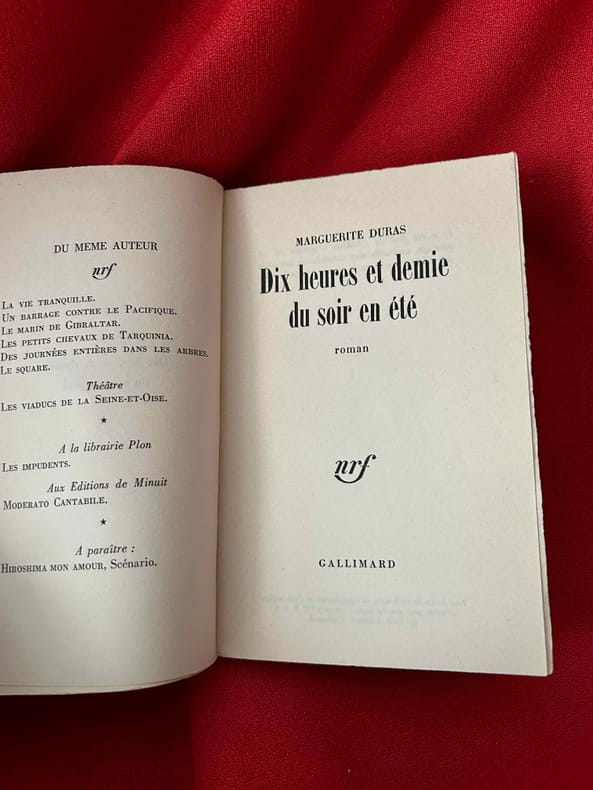 DU MEME AUTEUR
nrf
LA VIE TRANQUILLE.
UN BARRAGE CONTRE LE PACIFIQUE.
LE MARIN DE GIBRALTAR.
LES PETITS CHEVAUX DE TARQUINIA.
DES JOURNÉES ENTIÈRES DANS LES ARBRES.
LE SQUARE.
Théâtre
LES VIADUCS DE LA SEINE-ET-OISE.
A la librairie Plon
LES IMPUDENTS.
Aux Editions de Minuit
MODERATO CANTABILE.
A paraître :
HIROSHIMA MON AMOUR, Scénario.
MARGUERITE DURAS
Dix heures et demie
du soir en été
roman
nrf
GALLIMARD